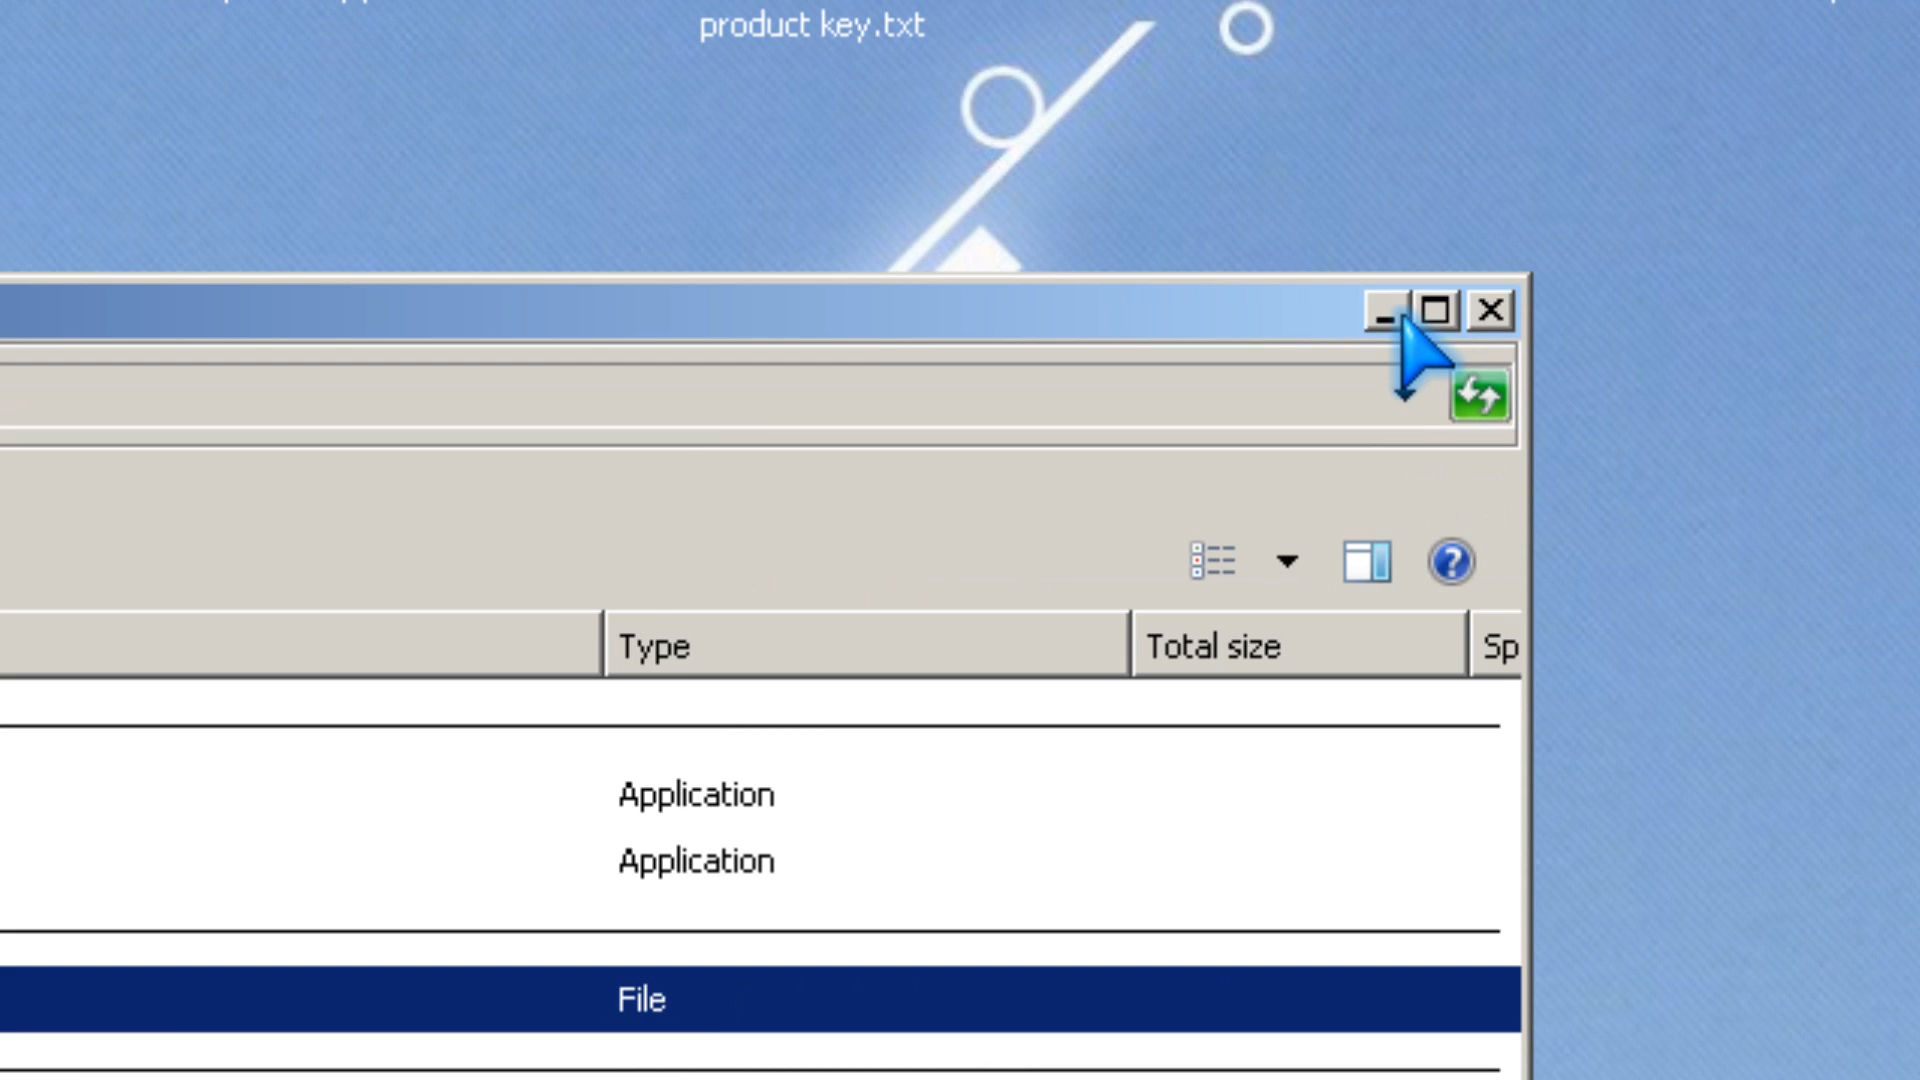 product key.txt
Type Total size Sp
Application
Application
File